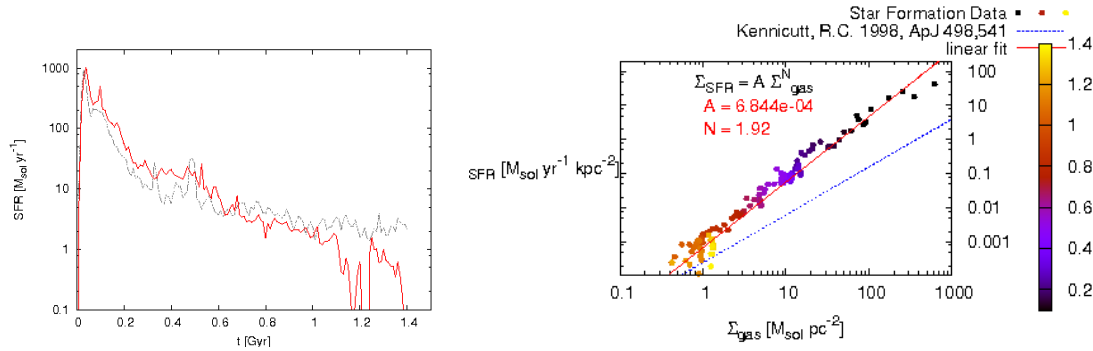 1000
100
10
1
0.1
SFR [M_sol yr^-1]
0 0.2 0.4 0.6 0.8 1 1.2 1.4
t [Gyr]
Star Formation Data
Kennicutt, R.C. 1998, ApJ 498,541
linear fit
Σ_SFR = A Σ^N_gas
A = 6.844e-04
N = 1.92
SFR [M_sol yr^-1 kpc^-2]
100
10
1
0.1
0.01
0.001
0.1 1 10 100 1000
Σ_gas [M_sol pc^-2]
1.4
1.2
1
0.8
0.6
0.4
0.2